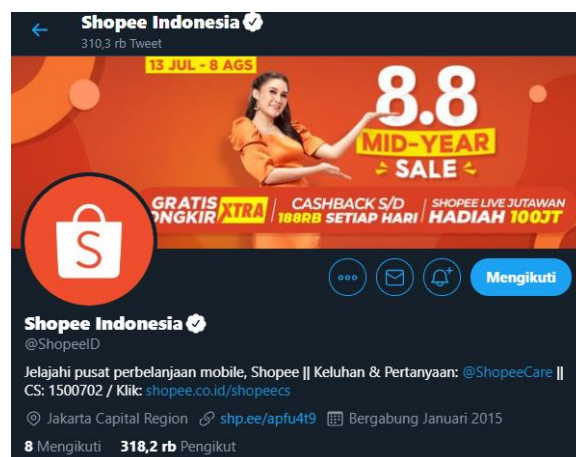 Shopee Indonesia
310,3 rb Tweet
13 JUL - 8 AGS
8.8
MID-YEAR
SALE
GRATIS ONGKIR XTRA
CASHBACK S/D 188RB SETIAP HARI
SHOPEE LIVE JUTAWAN HADIAH 100JT
S
Mengikuti
Shopee Indonesia
@ShopeeID
Jelajahi pusat perbelanjaan mobile, Shopee || Keluhan & Pertanyaan: @ShopeeCare ||
CS: 1500702 / Klik: shopee.co.id/shopeecs
Jakarta Capital Region shp.ee/apfu4t9 Bergabung Januari 2015
8 Mengikuti 318,2 rb Pengikut